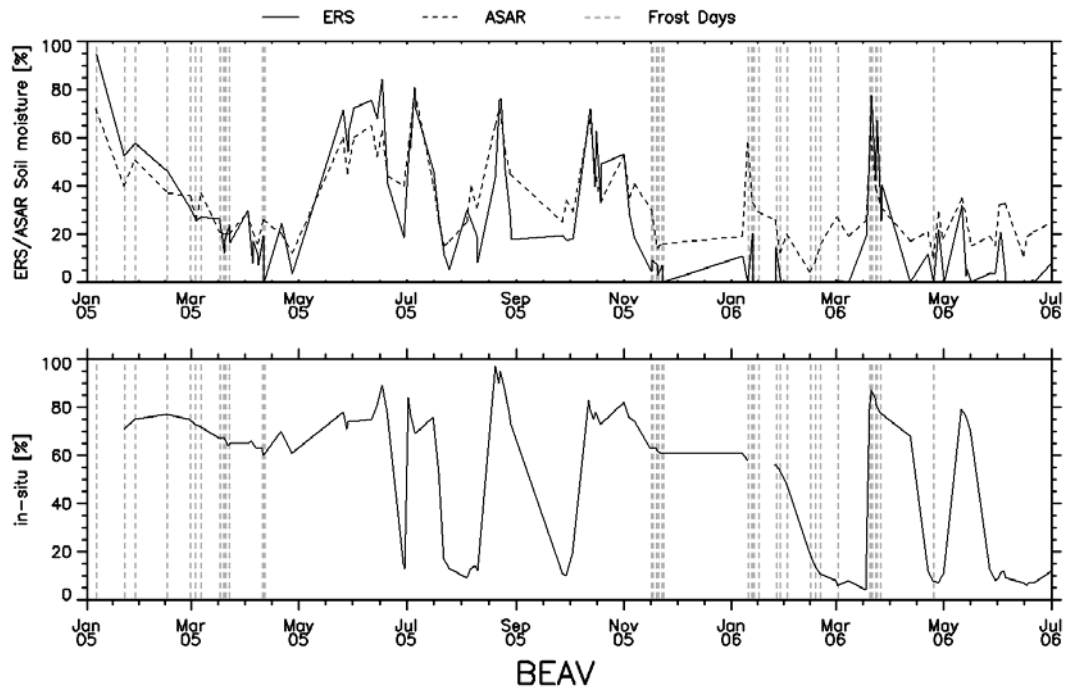 ERS ASAR Frost Days
ERS/ASAR Soil moisture [%]
100
80
60
40
20
0
Jan 05 Mar 05 May 05 Jul 05 Sep 05 Nov 05 Jan 06 Mar 06 May 06 Jul 06
in-situ [%]
100
80
60
40
20
0
Jan 05 Mar 05 May 05 Jul 05 Sep 05 Nov 05 Jan 06 Mar 06 May 06 Jul 06
BEAV